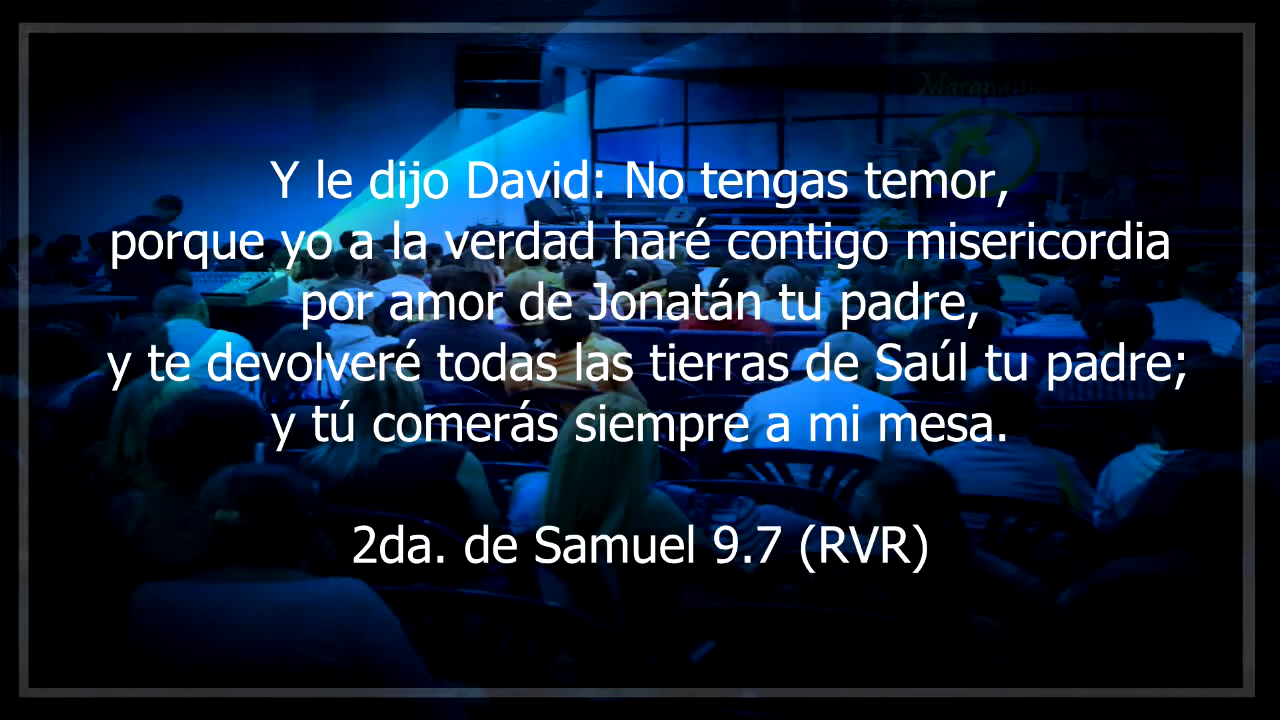 Y le dijo David: No tengas temor,
porque yo a la verdad haré contigo misericordia
por amor de Jonatán tu padre,
y te devolveré todas las tierras de Saúl tu padre;
y tú comerás siempre a mi mesa.
2da. de Samuel 9.7 (RVR)